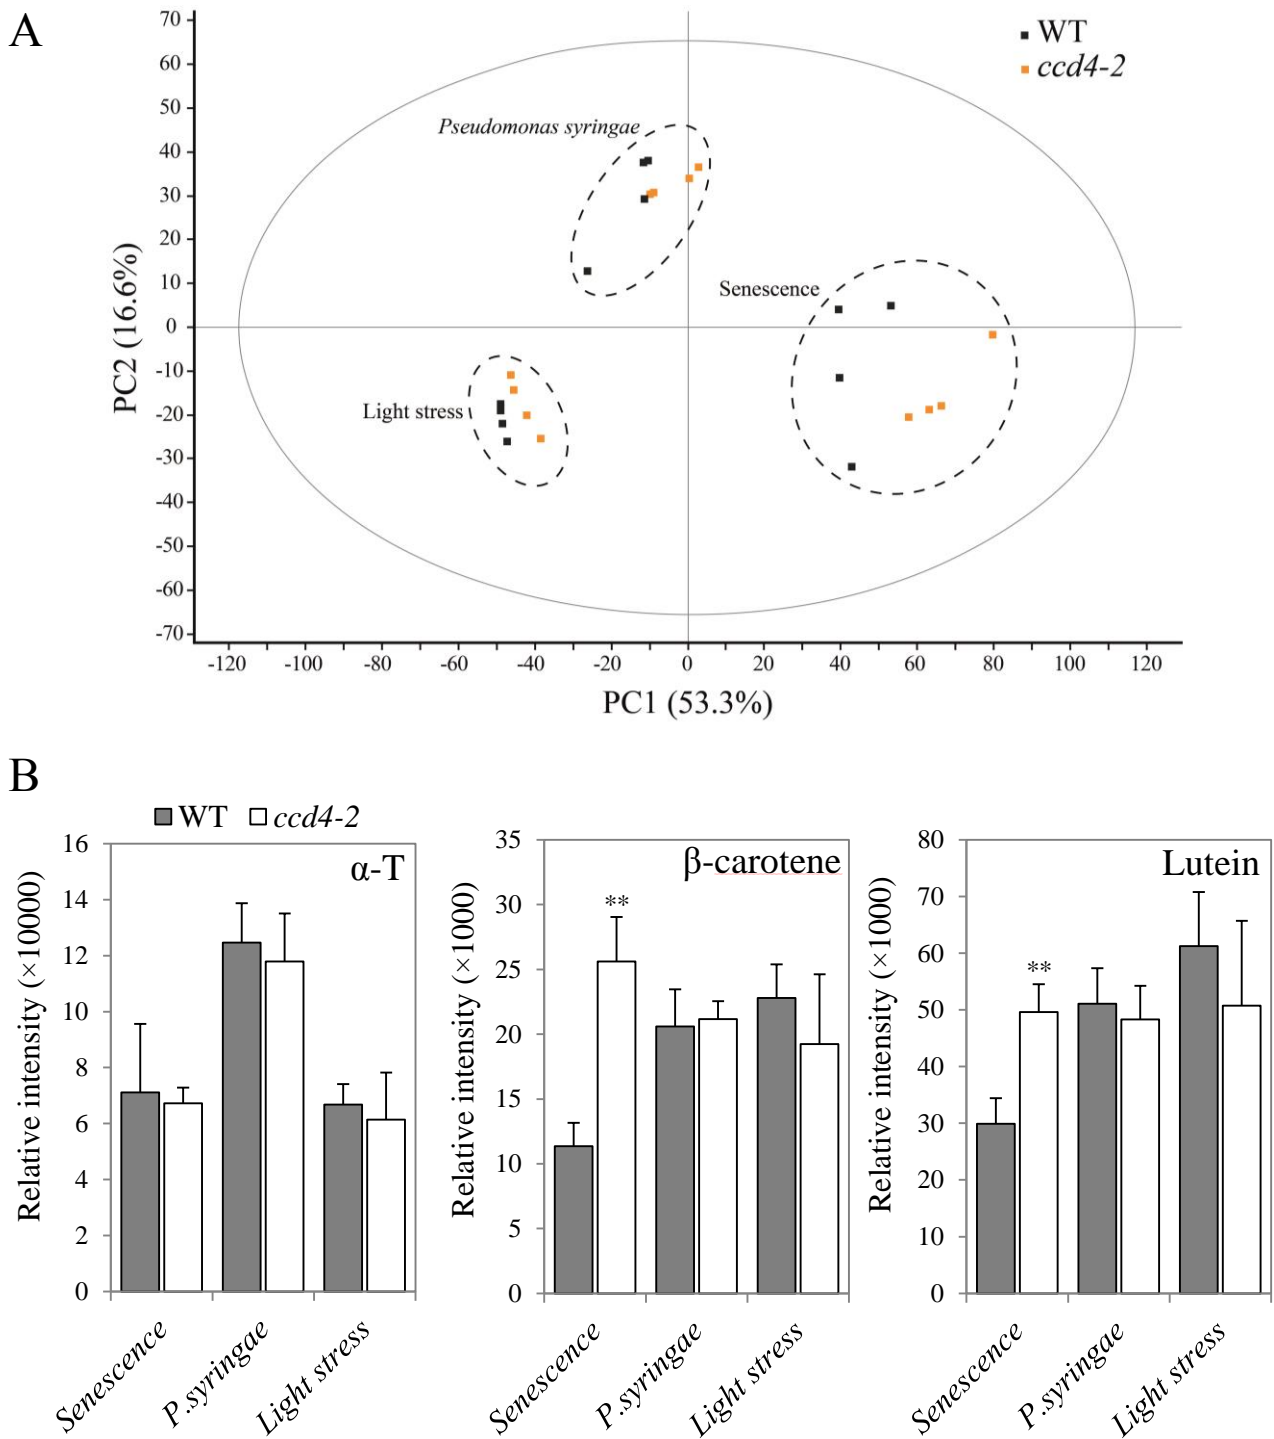 A
WT
ccd4-2
70
60
50
40
30
20
10
0
-10
-20
-30
-40
-50
-60
-70
PC2 (16.6%)
Pseudomonas syringae
Senescence
Light stress
-120 -100 -80 -60 -40 -20 0 20 40 60 80 100 120
PC1 (53.3%)
B
WT ccd4-2
α-T
Relative intensity (×10000)
16
14
12
10
8
6
4
2
0
Senescence
P.syringae
Light stress
β-carotene
Relative intensity (×1000)
35
30
25
20
15
10
5
0
**
Senescence
P.syringae
Light stress
Lutein
Relative intensity (×1000)
80
70
60
50
40
30
20
10
0
**
Senescence
P.syringae
Light stress